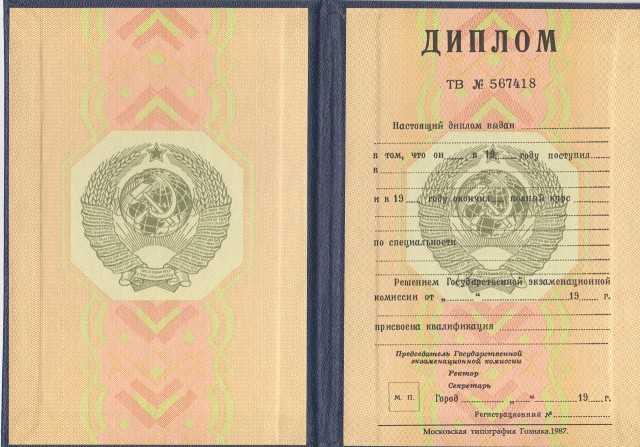 ДИПЛОМ
ТВ № 567418
Настоящий диплом выдан
в том, что он в 19 году поступил
в
и в 19 году окончил полный курс
по специальности
Решением Государственной экзаменационной
комиссии от „ “ 19 г.
присвоена квалификация
Председатель Государственной
экзаменационной комиссии
Ректор
Секретарь
М. П. Город „ “ 19 г.
Регистрационный №
Московская типография Гознака. 1987.